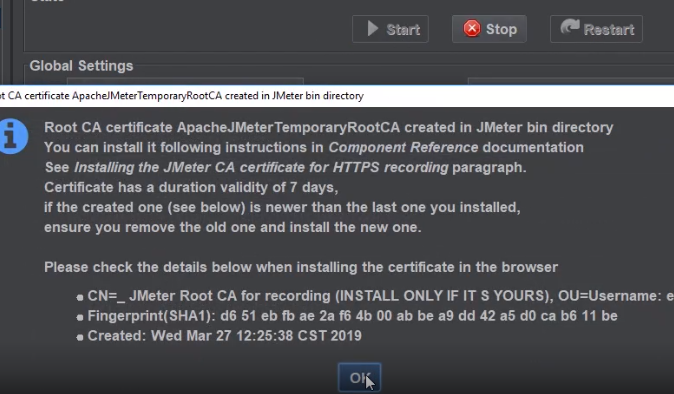 Start
Stop
Restart
Global Settings
CA certificate ApacheJMeterTemporaryRootCA created in JMeter bin directory
Root CA certificate ApacheJMeterTemporaryRootCA created in JMeter bin directory
You can install it following instructions in Component Reference documentation
See Installing the JMeter CA certificate for HTTPS recording paragraph.
Certificate has a duration validity of 7 days,
if the created one (see below) is newer than the last one you installed,
ensure you remove the old one and install the new one.
Please check the details below when installing the certificate in the browser
CN=_ JMeter Root CA for recording (INSTALL ONLY IF IT S YOURS), OU=Username:
Fingerprint(SHA1): d6 51 eb fb ae 2a f6 4b 00 ab be a9 dd 42 a5 d0 ca b6 11 be
Created: Wed Mar 27 12:25:38 CST 2019
OK